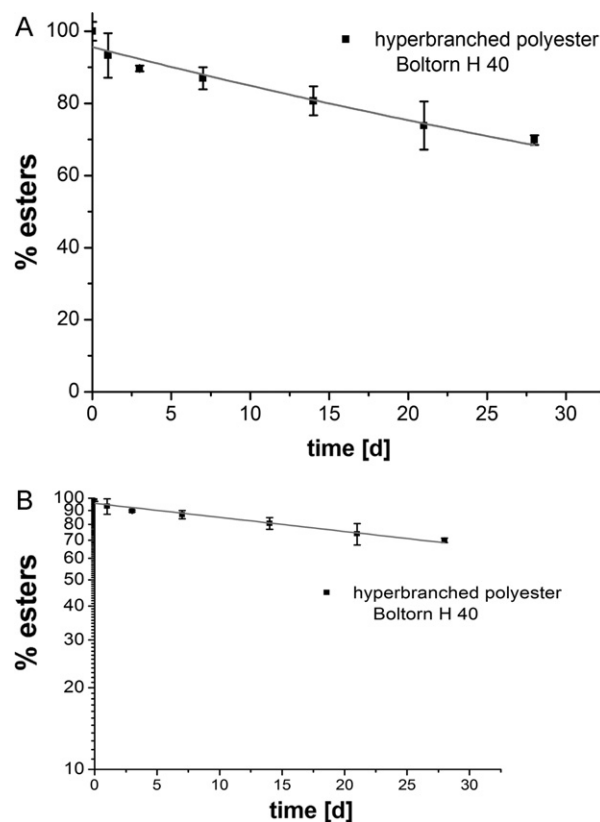 A
100
80
60
40
20
0
% esters
hyperbranched polyester
Boltorn H 40
0 5 10 15 20 25 30
time [d]
B
100
90
80
70
60
50
40
30
20
10
% esters
hyperbranched polyester
Boltorn H 40
0 5 10 15 20 25 30
time [d]